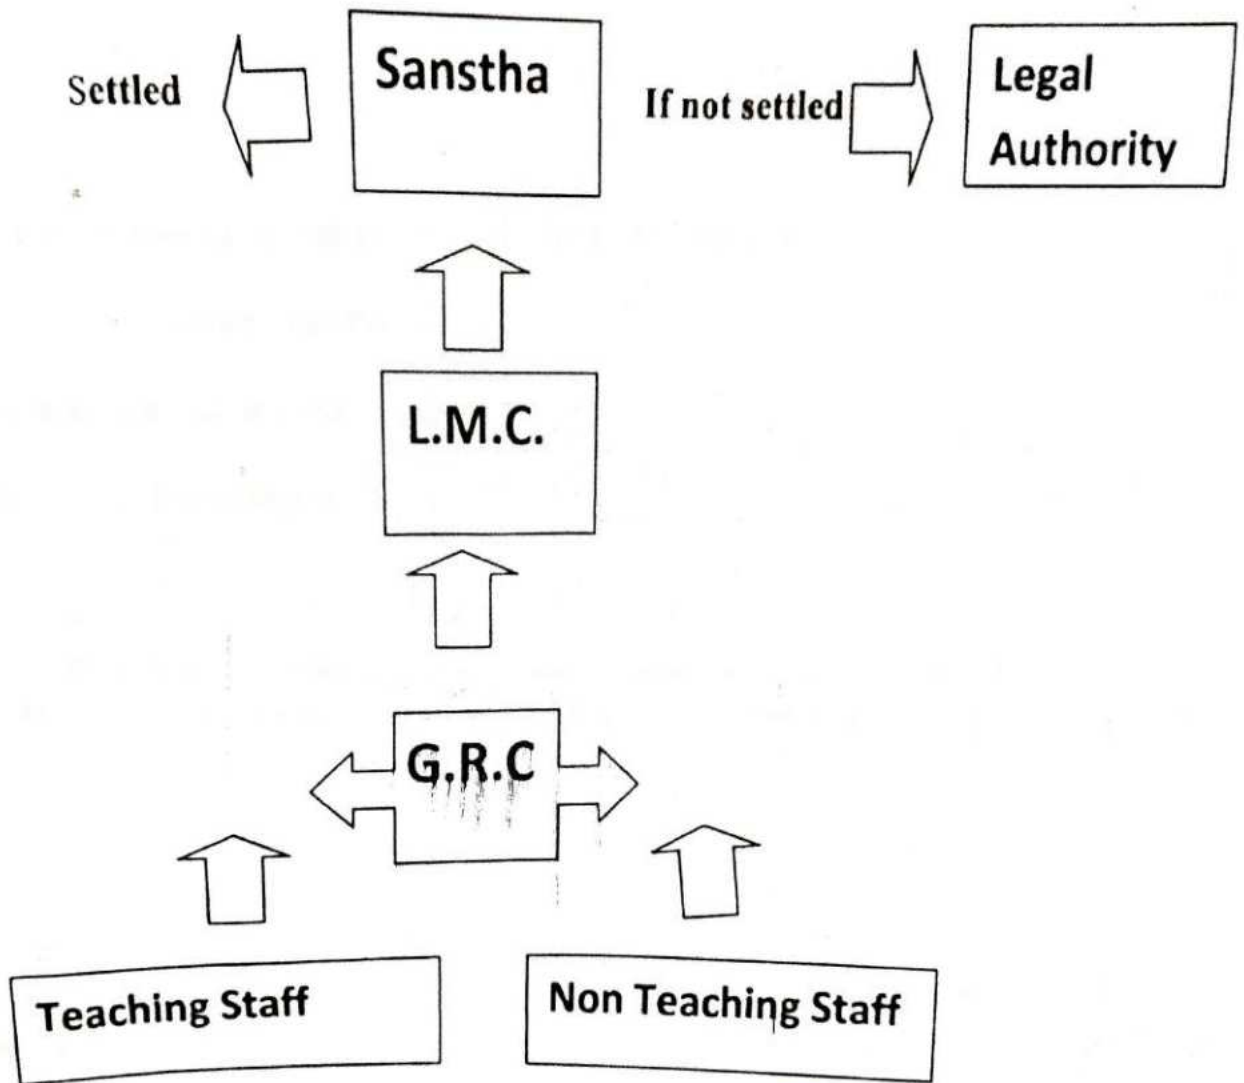 Settled
Sanstha
If not settled
Legal
Authority
L.M.C.
G.R.C
Teaching Staff
Non Teaching Staff